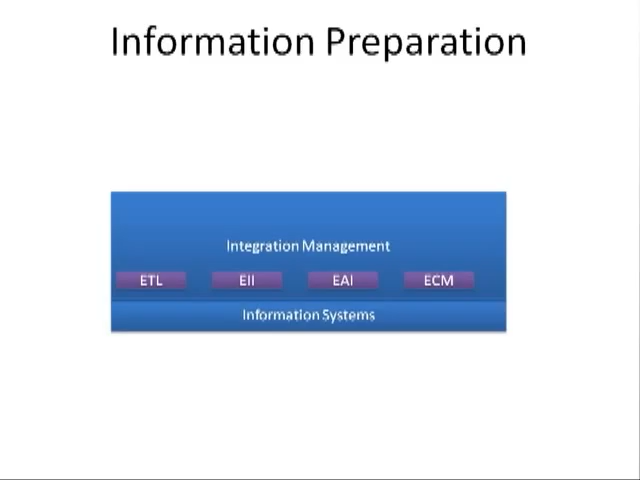 Information Preparation
Integration Management
ETL EII EAI ECM
Information Systems